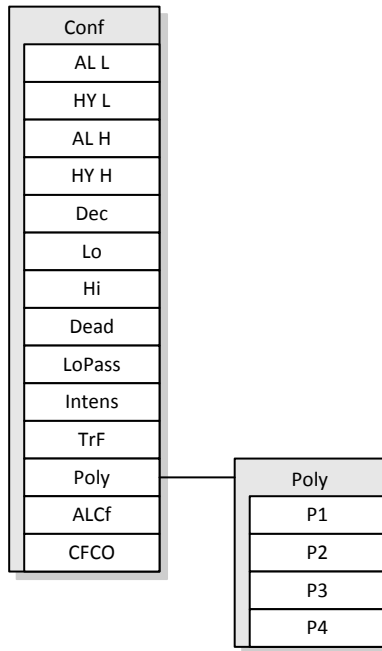 Conf
AL L
HY L
AL H
HY H
Dec
Lo
Hi
Dead
LoPass
Intens
TrF
Poly
ALCf
CFCO
Poly
P1
P2
P3
P4